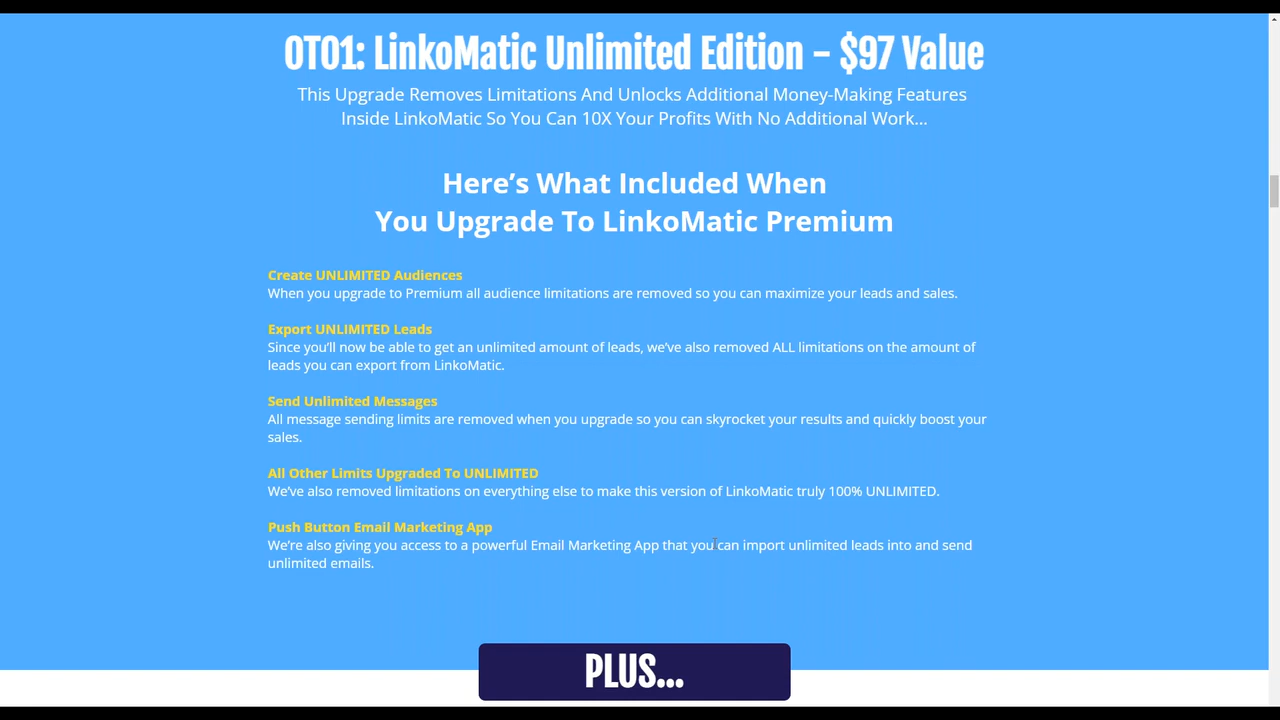 OTO1: LinkoMatic Unlimited Edition – $97 Value
This Upgrade Removes Limitations And Unlocks Additional Money-Making Features
Inside LinkoMatic So You Can 10X Your Profits With No Additional Work...
Here's What Included When
You Upgrade To LinkoMatic Premium
Create UNLIMITED Audiences
When you upgrade to Premium all audience limitations are removed so you can maximize your leads and sales.
Export UNLIMITED Leads
Since you'll now be able to get an unlimited amount of leads, we've also removed ALL limitations on the amount of
leads you can export from LinkoMatic.
Send Unlimited Messages
All message sending limits are removed when you upgrade so you can skyrocket your results and quickly boost your
sales.
All Other Limits Upgraded To UNLIMITED
We've also removed limitations on everything else to make this version of LinkoMatic truly 100% UNLIMITED.
Push Button Email Marketing App
We're also giving you access to a powerful Email Marketing App that you can import unlimited leads into and send
unlimited emails.
PLUS...